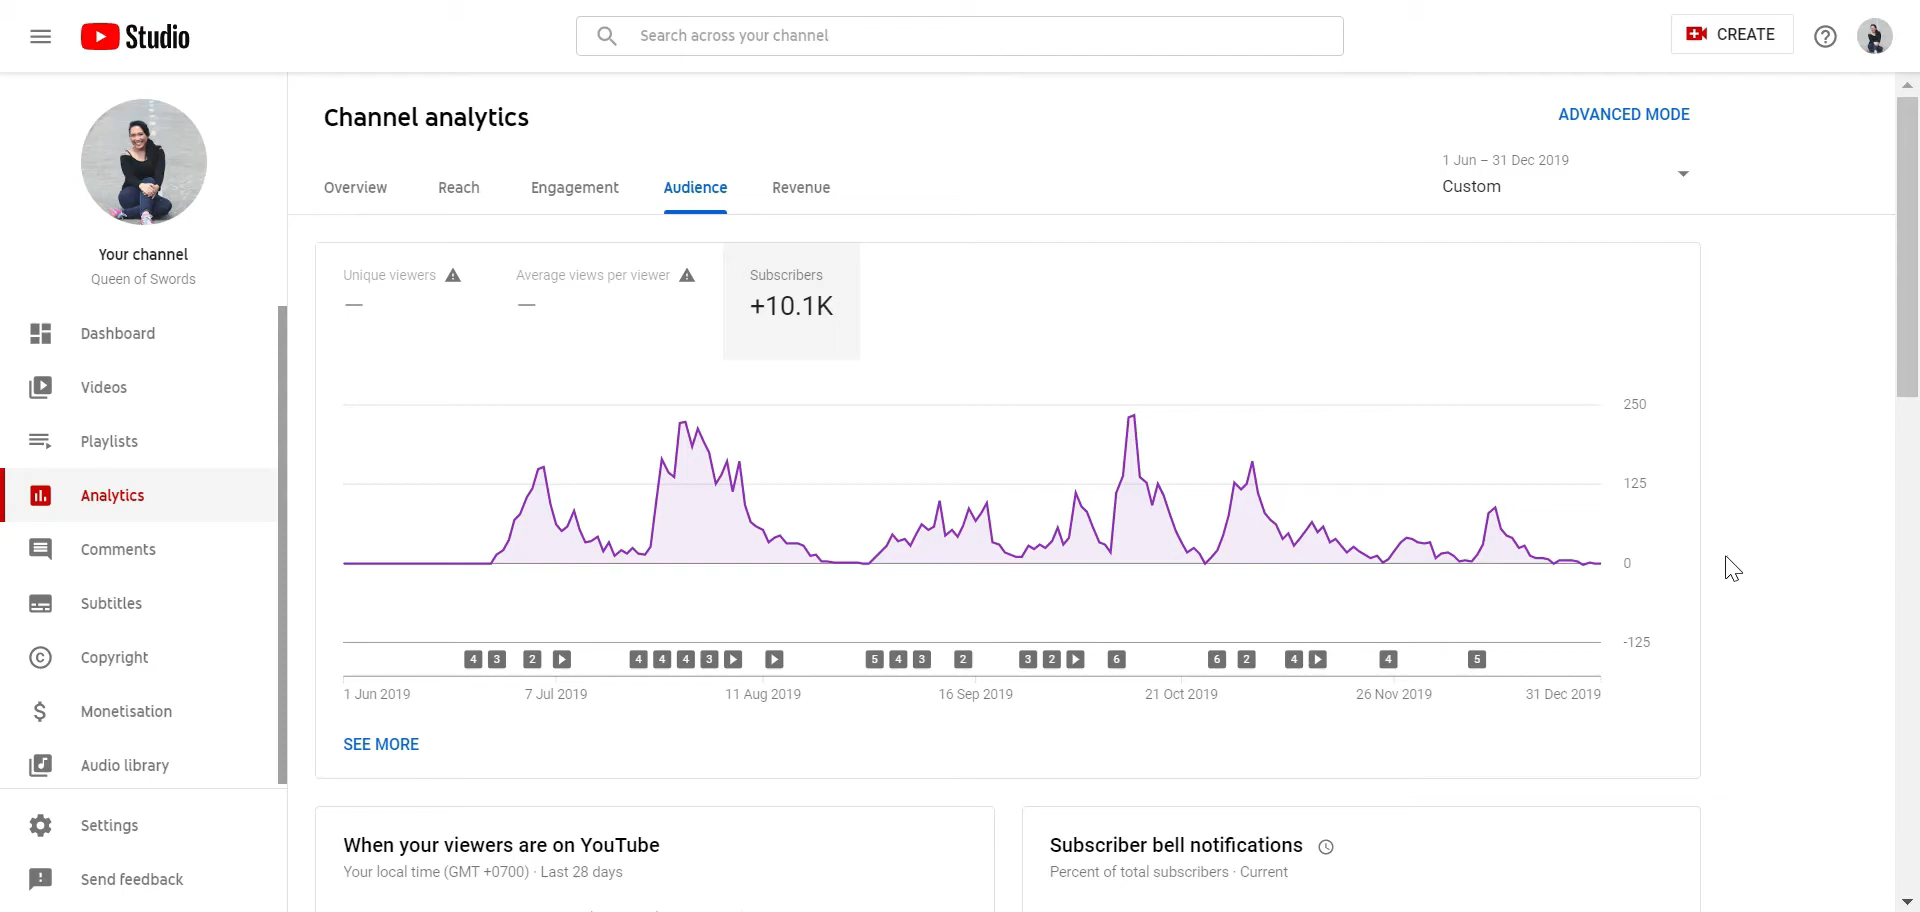 Studio
Search across your channel
CREATE
Your channel
Queen of Swords
Dashboard
Videos
Playlists
Analytics
Comments
Subtitles
Copyright
Monetisation
Audio library
Settings
Send feedback
Channel analytics
ADVANCED MODE
1 Jun – 31 Dec 2019
Custom
Overview Reach Engagement Audience Revenue
Unique viewers Average views per viewer Subscribers
— — +10.1K
250
125
0
-125
4 3 2 4 4 4 3 5 4 3 2 3 2 6 6 2 4 4 5
1 Jun 2019 7 Jul 2019 11 Aug 2019 16 Sep 2019 21 Oct 2019 26 Nov 2019 31 Dec 2019
SEE MORE
When your viewers are on YouTube
Your local time (GMT +0700) · Last 28 days
Subscriber bell notifications
Percent of total subscribers · Current